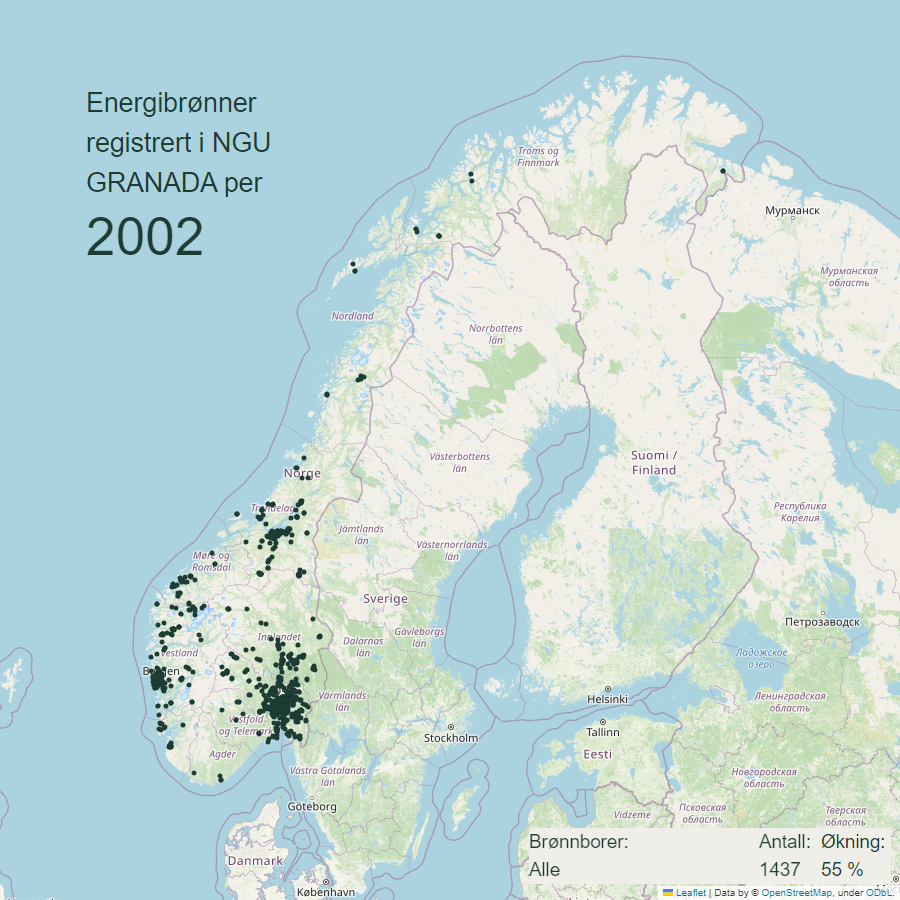 Energibrønner
registrert i NGU
GRANADA per
2002
Troms og
Finnmark
Мурманск
Мурманская
область
Nordland
Norrbottens
län
Västerbottens
län
Suomi /
Finland
Norge
Trøndelag
Республика
Карелия
Jämtlands
län
Västernorrlands
län
Møre og
Romsdal
Sverige
Петрозаводск
Innlandet
Gävleborgs
län
Dalarnas
län
Vestland
Ладожское
озеро
Bergen
Värmlands
län
Helsinki
Ленинградская
область
Vestfold
og Telemark
Stockholm
Tallinn
Eesti
Agder
Västra Götalands
län
Новгородская
область
Göteborg
Псковская
область
Тверская
область
Vidzeme
Danmark
København
Brønnborer: Antall: Økning:
Alle 1437 55 %
Leaflet | Data by © OpenStreetMap, under ODbL.